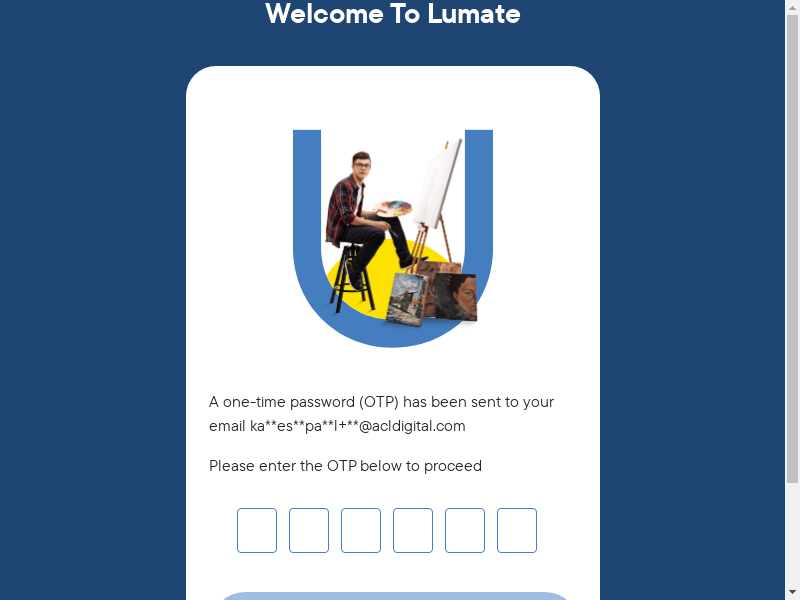 Welcome To Lumate
A one-time password (OTP) has been sent to your
email ka**es**pa**l+**@acldigital.com
Please enter the OTP below to proceed